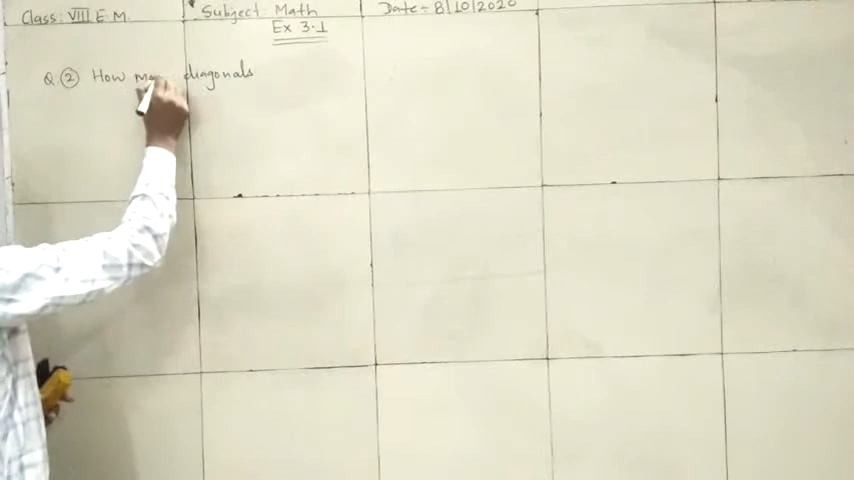 Class: VIII E.M. Subject: Math Date = 8/10/2020
Ex 3.1
Q ② How diagonals